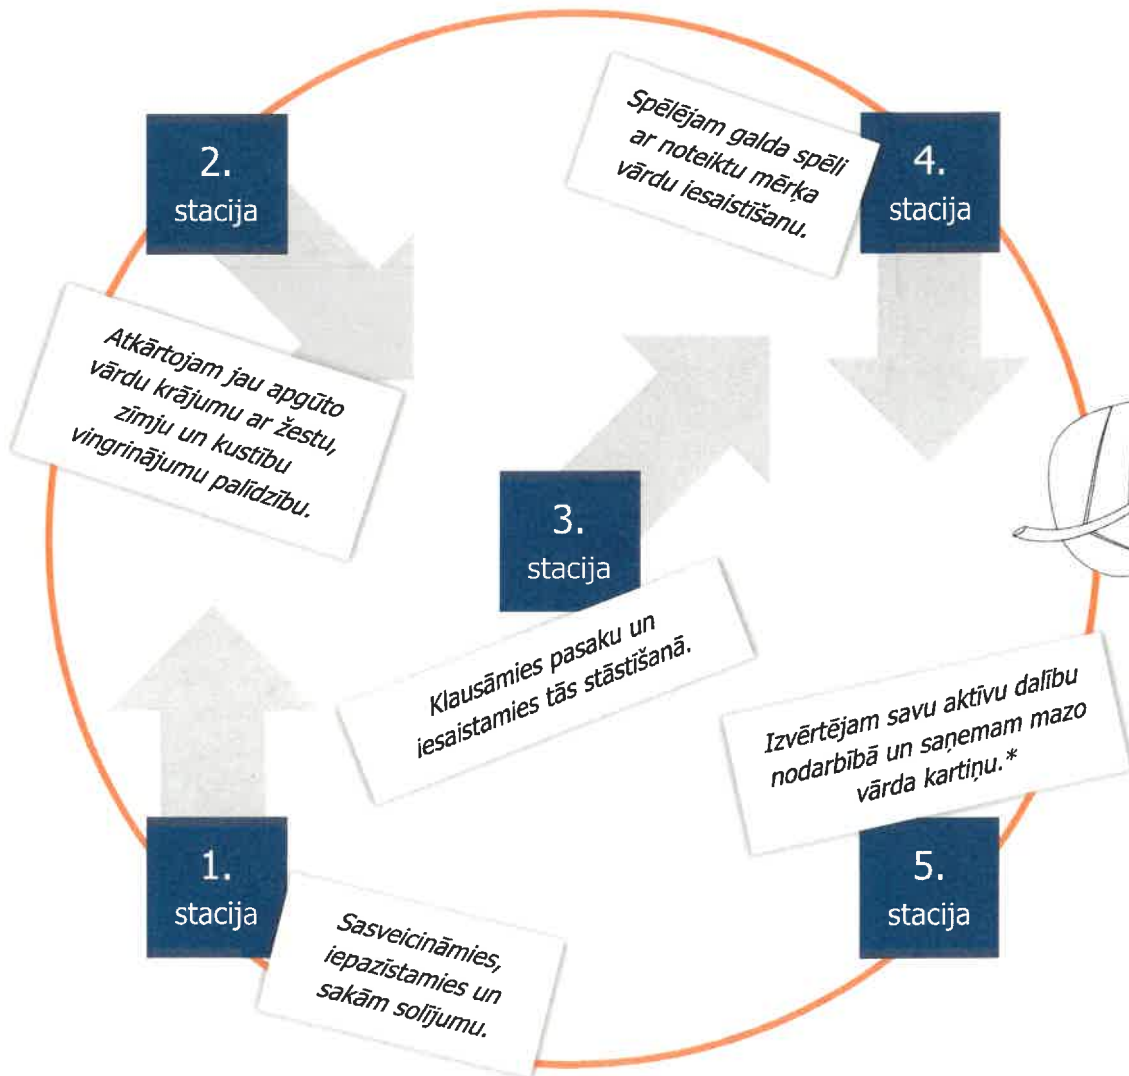 2.
stacija
Atkārtojam jau apgūto
vārdu krājumu ar žestu,
zīmju un kustību
vingrinājumu palīdzību.
Spēlējam galda spēli
ar noteiktu mērķa
vārdu iesaistīšanu.
4.
stacija
3.
stacija
Klausāmies pasaku un
iesaistamies tās stāstīšanā.
1.
stacija
Sasveicināmies,
iepazīstamies un
sakām solījumu.
Izvērtējam savu aktīvu dalību
nodarbībā un saņemam mazo
vārda kartiņu.*
5.
stacija